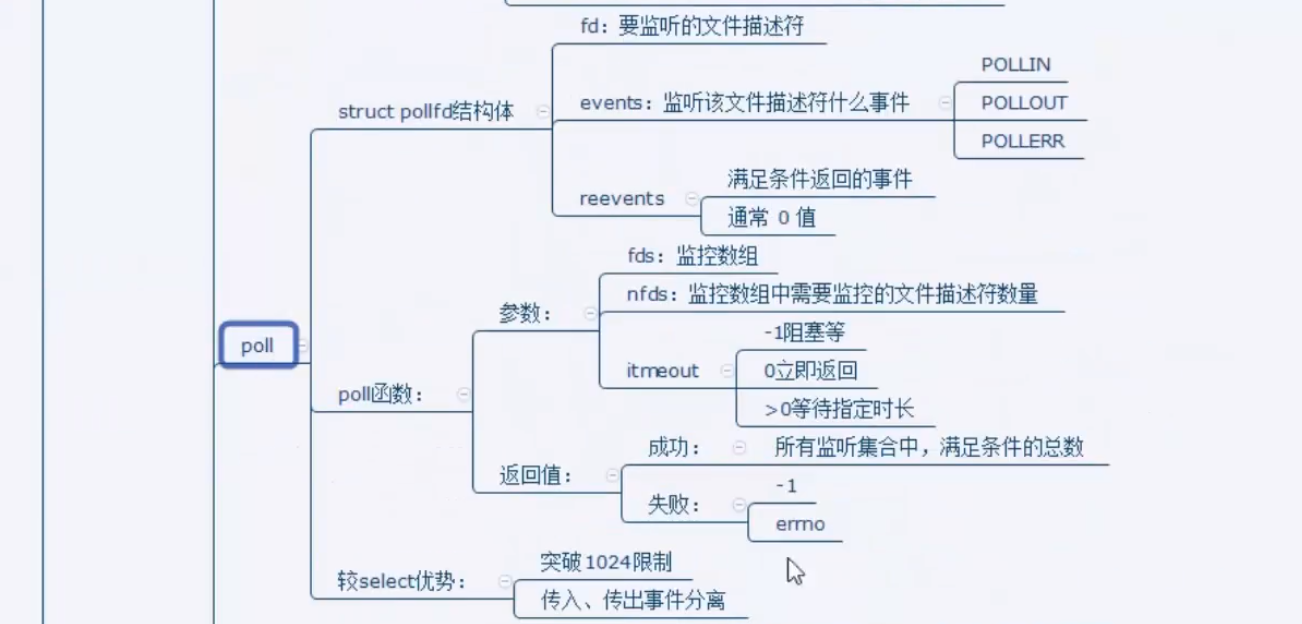 fd：要监听的文件描述符
POLLIN
struct pollfd结构体
events：监听该文件描述符什么事件
POLLOUT
POLLERR
满足条件返回的事件
reevents
通常 0 值
fds：监控数组
nfds：监控数组中需要监控的文件描述符数量
参数：
-1阻塞等
poll
itmeout
0立即返回
poll函数：
>0等待指定时长
成功：
所有监听集合中，满足条件的总数
返回值：
-1
失败：
errno
突破1024限制
较select优势：
传入、传出事件分离